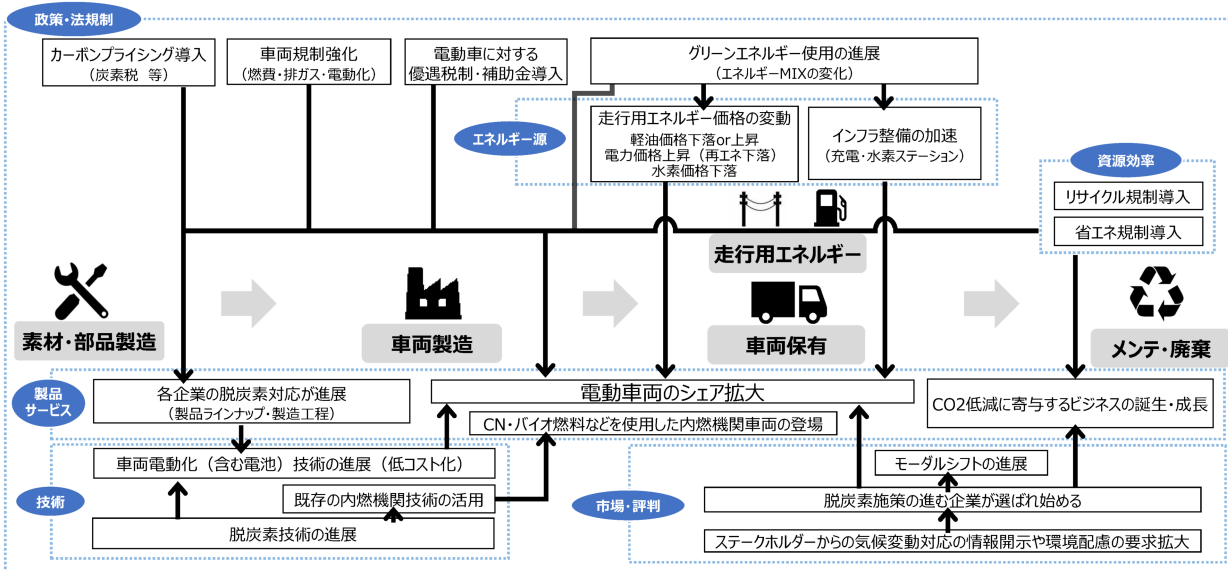 政策・法規制
カーボンプライシング導入
（炭素税 等）
車両規制強化
（燃費・排ガス・電動化）
電動車に対する
優遇税制・補助金導入
グリーンエネルギー使用の進展
（エネルギーMIXの変化）
エネルギー源
走行用エネルギー価格の変動
軽油価格下落or上昇
電力価格上昇（再エネ下落）
水素価格下落
インフラ整備の加速
（充電・水素ステーション）
資源効率
リサイクル規制導入
省エネ規制導入
走行用エネルギー
素材・部品製造
車両製造
車両保有
メンテ・廃棄
製品
サービス
各企業の脱炭素対応が進展
（製品ラインナップ・製造工程）
電動車両のシェア拡大
CN・バイオ燃料などを使用した内燃機関車両の登場
CO2低減に寄与するビジネスの誕生・成長
技術
車両電動化（含む電池）技術の進展（低コスト化）
既存の内燃機関技術の活用
脱炭素技術の進展
市場・評判
モーダルシフトの進展
脱炭素施策の進む企業が選ばれ始める
ステークホルダーからの気候変動対応の情報開示や環境配慮の要求拡大